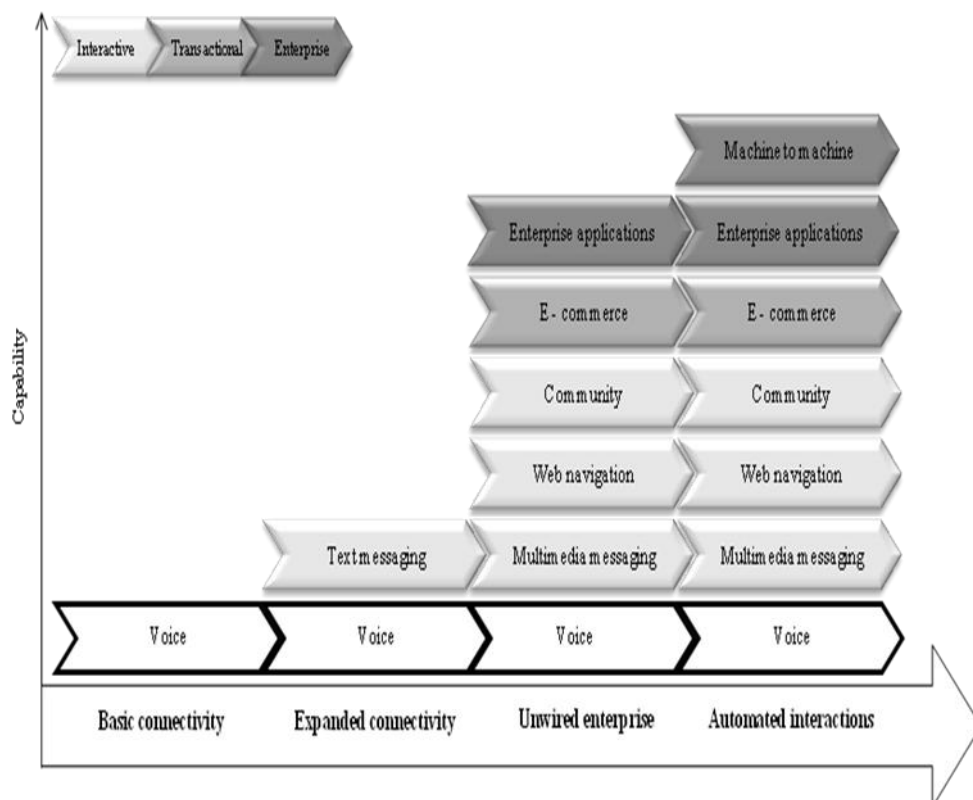 Interactive Transactional Enterprise
Machine to machine
Enterprise applications Enterprise applications
E - commerce E - commerce
Community Community
Web navigation Web navigation
Text messaging Multimedia messaging Multimedia messaging
Voice Voice Voice Voice
Basic connectivity Expanded connectivity Unwired enterprise Automated interactions
Capability